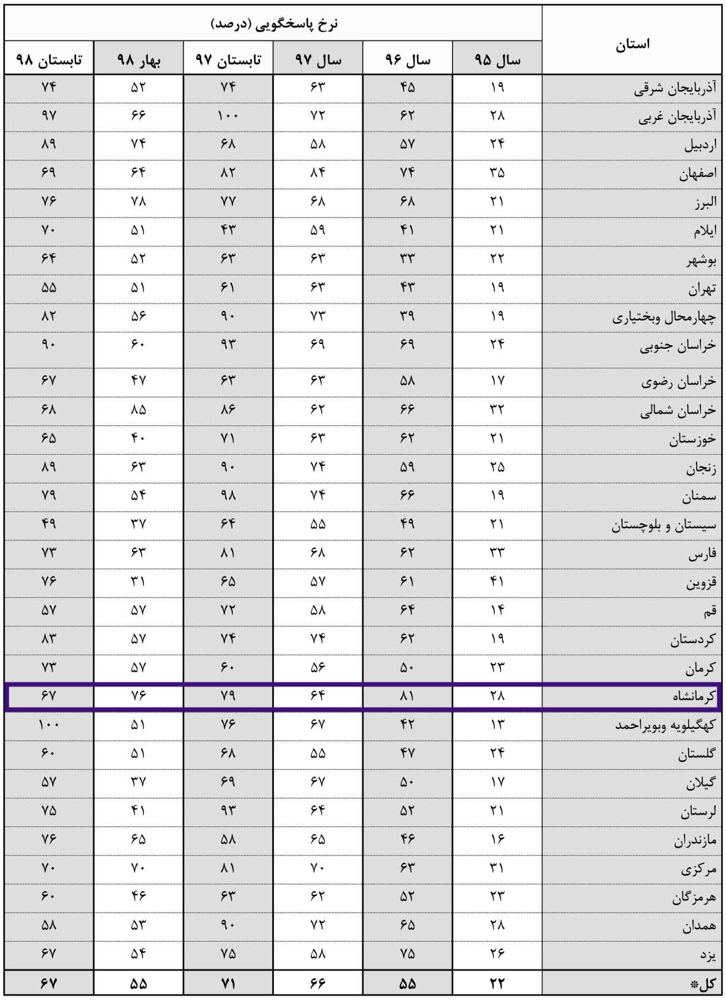 استان نرخ پاسخگویی (درصد)
سال ۹۵ سال ۹۶ سال ۹۷ تابستان ۹۷ بهار ۹۸ تابستان ۹۸
آذربایجان شرقی ۱۹ ۴۵ ۶۳ ۷۴ ۵۲ ۷۴
آذربایجان غربی ۲۸ ۶۲ ۷۲ ۱۰۰ ۶۶ ۹۷
اردبیل ۲۴ ۵۷ ۵۸ ۶۸ ۷۴ ۸۹
اصفهان ۳۵ ۷۴ ۸۴ ۸۲ ۶۴ ۶۹
البرز ۲۱ ۶۸ ۶۸ ۷۷ ۷۸ ۷۶
ایلام ۲۱ ۴۱ ۵۹ ۴۳ ۵۱ ۷۰
بوشهر ۲۲ ۳۳ ۶۳ ۶۳ ۵۲ ۶۴
تهران ۱۹ ۴۳ ۶۳ ۶۱ ۵۱ ۵۵
چهارمحال وبختیاری ۱۹ ۳۹ ۷۳ ۹۰ ۵۶ ۸۲
خراسان جنوبی ۲۴ ۶۹ ۶۹ ۹۳ ۶۰ ۹۰
خراسان رضوی ۱۷ ۵۸ ۶۳ ۶۳ ۴۷ ۶۷
خراسان شمالی ۳۲ ۶۶ ۶۲ ۸۶ ۸۵ ۶۸
خوزستان ۲۱ ۶۲ ۶۳ ۷۱ ۴۰ ۶۵
زنجان ۲۵ ۵۹ ۷۴ ۹۰ ۶۳ ۸۹
سمنان ۱۹ ۶۶ ۷۴ ۹۸ ۵۴ ۷۹
سیستان و بلوچستان ۲۱ ۴۹ ۵۵ ۶۴ ۳۷ ۴۹
فارس ۳۳ ۶۲ ۶۸ ۸۱ ۶۳ ۷۳
قزوین ۴۱ ۶۱ ۵۷ ۶۵ ۳۱ ۷۶
قم ۱۴ ۶۴ ۵۸ ۷۲ ۵۷ ۵۷
کردستان ۱۹ ۶۲ ۷۴ ۷۴ ۵۷ ۸۳
کرمان ۲۳ ۵۰ ۵۶ ۶۰ ۵۷ ۷۳
کرمانشاه ۲۸ ۸۱ ۶۴ ۷۹ ۷۶ ۶۷
کهگیلویه وبویراحمد ۱۳ ۴۲ ۶۷ ۷۶ ۵۱ ۱۰۰
گلستان ۲۴ ۴۷ ۵۵ ۶۸ ۵۱ ۶۰
گیلان ۱۷ ۵۰ ۶۷ ۶۹ ۳۷ ۵۷
لرستان ۲۱ ۵۲ ۶۴ ۹۳ ۴۱ ۷۵
مازندران ۱۶ ۴۶ ۶۵ ۵۸ ۶۵ ۷۶
مرکزی ۳۱ ۶۳ ۷۰ ۸۱ ۷۰ ۷۰
هرمزگان ۲۳ ۵۲ ۶۲ ۶۳ ۴۶ ۶۰
همدان ۲۸ ۶۵ ۷۲ ۹۰ ۵۳ ۵۸
یزد ۲۶ ۷۵ ۵۸ ۷۵ ۵۴ ۶۷
کل* ۲۲ ۵۵ ۶۶ ۷۱ ۵۵ ۶۷